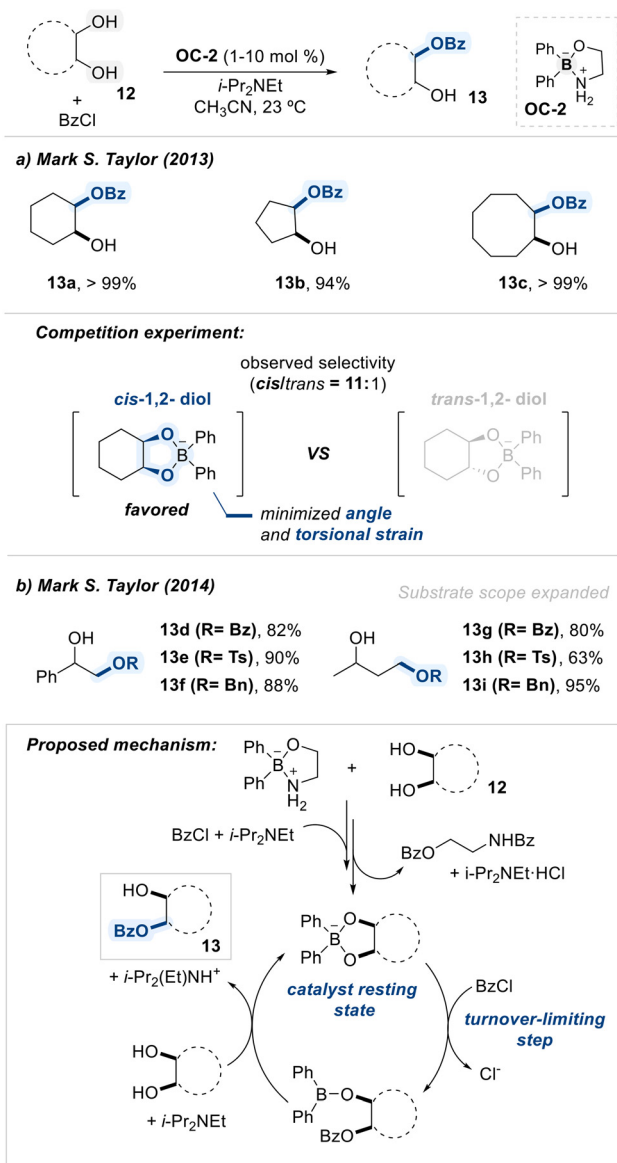 OH
OH
12
+
BzCl
OC-2 (1-10 mol %)
i-Pr2NEt
CH3CN, 23 ºC
OBz
OH
13
Ph
Ph
B
−
O
+
N
H2
OC-2
a) Mark S. Taylor (2013)
OBz
OH
13a, > 99%
OBz
OH
13b, 94%
OBz
OH
13c, > 99%
Competition experiment:
observed selectivity
(cis/trans = 11:1)
cis-1,2- diol
O
−
B
O
Ph
Ph
favored
VS
trans-1,2- diol
O
−
B
O
Ph
Ph
minimized angle
and torsional strain
b) Mark S. Taylor (2014)
Substrate scope expanded
OH
Ph
OR
13d (R= Bz), 82%
13e (R= Ts), 90%
13f (R= Bn), 88%
OH
OR
13g (R= Bz), 80%
13h (R= Ts), 63%
13i (R= Bn), 95%
Proposed mechanism:
Ph
Ph
−
B
O
+
N
H2
+
HO
HO
12
BzCl + i-Pr2NEt
BzO
NHBz
+ i-Pr2NEt·HCl
HO
BzO
13
+ i-Pr2(Et)NH+
Ph
Ph
−
B
O
O
catalyst resting
state
BzCl
turnover-limiting
step
Cl-
HO
HO
+ i-Pr2NEt
Ph
B
O
Ph
BzO